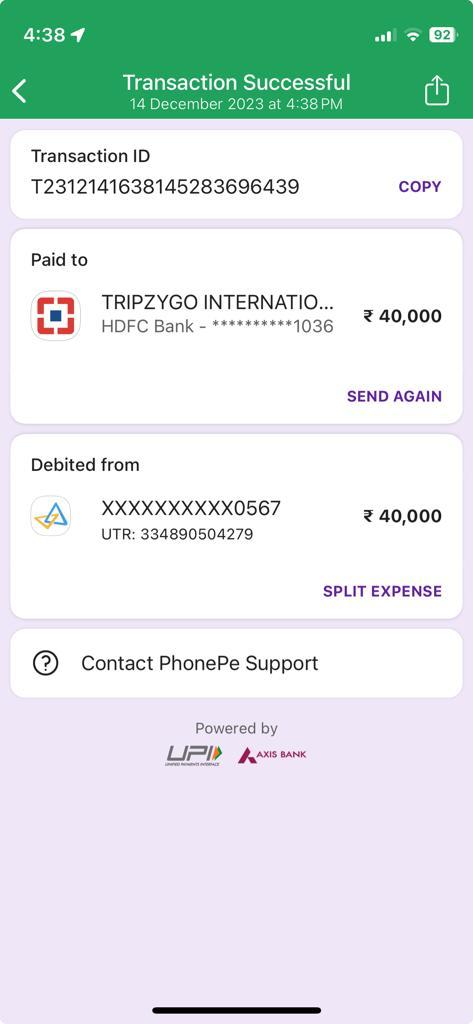 4:38
92
Transaction Successful
14 December 2023 at 4:38 PM
Transaction ID
T2312141638145283696439
COPY
Paid to
TRIPZYGO INTERNATIO...
₹ 40,000
HDFC Bank - **********1036
SEND AGAIN
Debited from
XXXXXXXXXX0567
₹ 40,000
UTR: 334890504279
SPLIT EXPENSE
? Contact PhonePe Support
Powered by
UPI AXIS BANK
UNIFIED PAYMENTS INTERFACE